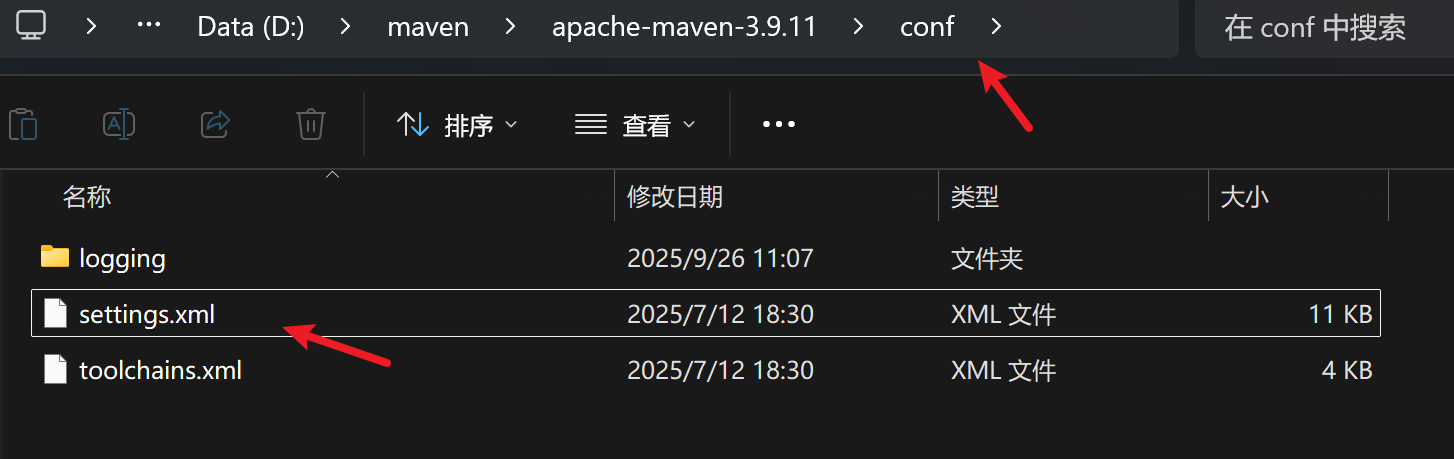 Data (D:) maven apache-maven-3.9.11 conf 在 conf 中搜索
排序 查看
名称 修改日期 类型 大小
logging 2025/9/26 11:07 文件夹
settings.xml 2025/7/12 18:30 XML 文件 11 KB
toolchains.xml 2025/7/12 18:30 XML 文件 4 KB